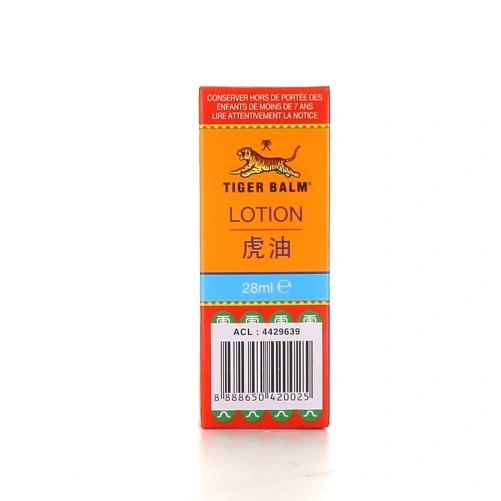 CONSERVER HORS DE PORTÉE DES
ENFANTS DE MOINS DE 7 ANS
LIRE ATTENTIVEMENT LA NOTICE
TIGER BALM®
LOTION
虎油
28ml ℮
ACL : 4429639
8 888650 420025